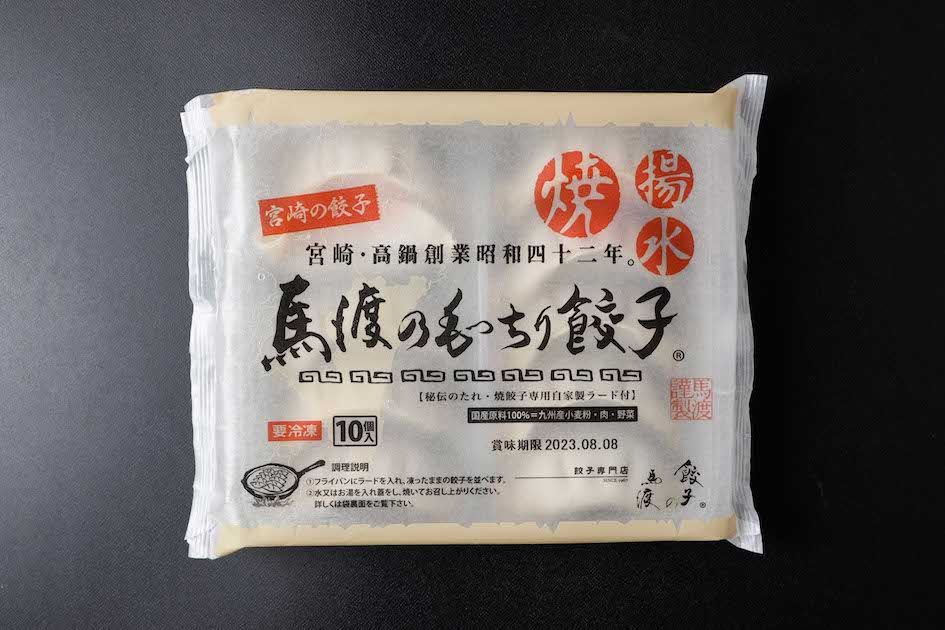 宮崎の餃子
焼
揚
水
宮崎・高鍋創業昭和四十二年。
馬渡のもっちり餃子®
【秘伝のたれ・焼餃子専用自家製ラード付】
国産原料100%=九州産小麦粉・肉・野菜
馬渡
謹製
要冷凍
10個入
賞味期限 2023.08.08
調理説明
①フライパンにラードを入れ、凍ったままの餃子を並べます。
②水又はお湯を入れ蓋をし、焼いてお召し上がりください。
詳しくは袋裏面をご覧下さい。
餃子専門店
SINCE 1967
餃子の馬渡®